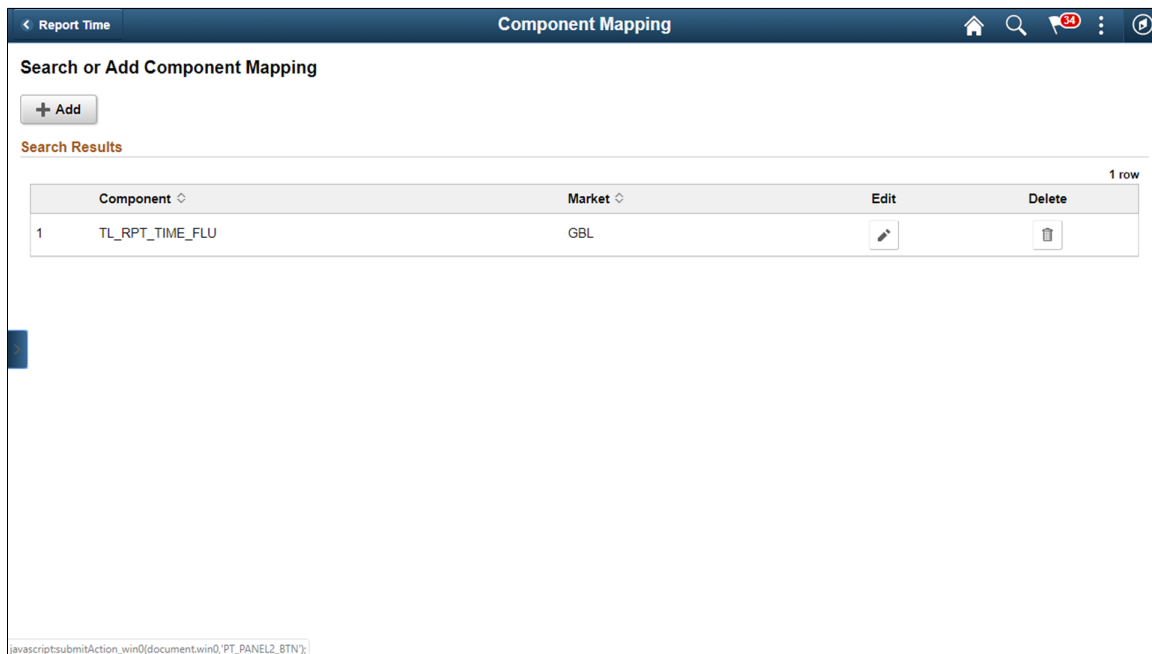 Report Time
Component Mapping
34
Search or Add Component Mapping
Add
Search Results
1 row
Component Market Edit Delete
1 TL_RPT_TIME_FLU GBL
javascript:submitAction_win0(document.win0,'PT_PANEL2_BTN');